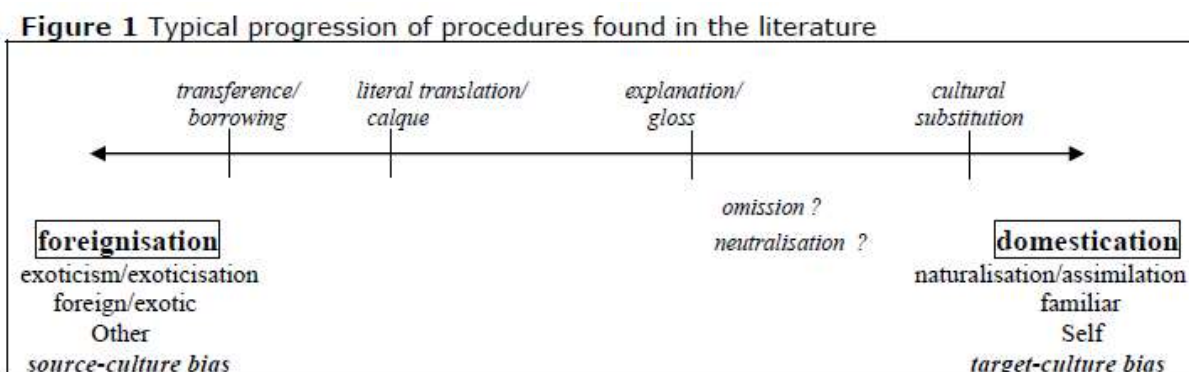 Figure 1 Typical progression of procedures found in the literature
transference/
borrowing
literal translation/
calque
explanation/
gloss
cultural
substitution
omission ?
neutralisation ?
foreignisation
exoticism/exoticisation
foreign/exotic
Other
source-culture bias
domestication
naturalisation/assimilation
familiar
Self
target-culture bias